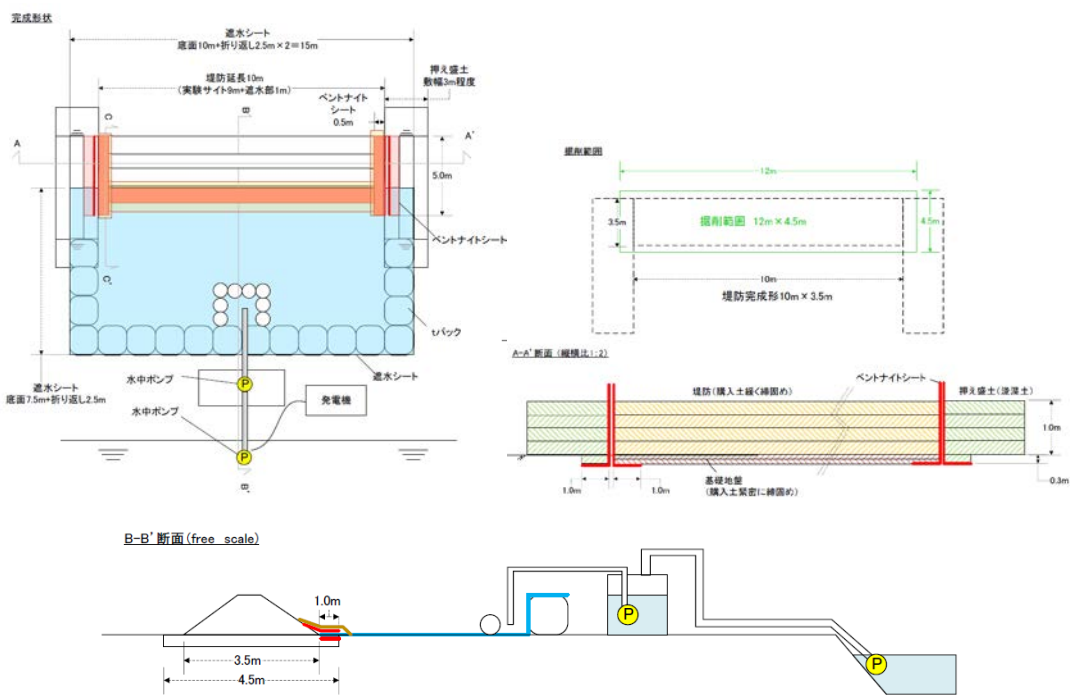 完成形状
遮水シート
底面10m+折り返し2.5m×2＝15m
堤防延長10m
(実験サイト9m+遮水部1m)
押え盛土
敷幅3m程度
ベントナイト
シート
0.5m
B
C
C
A
A'
5.0m
ベントナイトシート
C'
tパック
遮水シート
底面7.5m+折り返し2.5m
水中ポンプ
P
遮水シート
発電機
水中ポンプ
P
B'
掘削範囲
12m
3.5m
掘削範囲 12m×4.5m
4.5m
10m
堤防完成形10m×3.5m
A-A'断面（縦横比1:2）
ベントナイトシート
堤防(購入土緩く締固め)
押え盛土(浚渫土)
1.0m
基礎地盤
(購入土緊密に締固め)
1.0m
1.0m
0.3m
B-B'断面(free scale)
1.0m
P
P
3.5m
4.5m